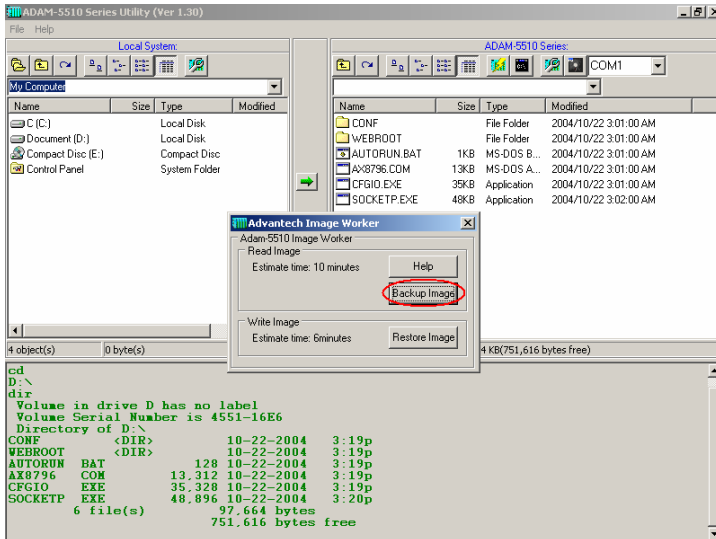 ADAM-5510 Series Utility (Ver 1.30)
File Help
Local System: ADAM-5510 Series:
COM1
My Computer
Name Size Type Modified Name Size Type Modified
C (C:) Local Disk CONF File Folder 2004/10/22 3:01:00 AM
Document (D:) Local Disk WEBROOT File Folder 2004/10/22 3:01:00 AM
Compact Disc (E:) Compact Disc AUTORUN.BAT 1KB MS-DOS B... 2004/10/22 3:01:00 AM
Control Panel System Folder AX8796.COM 13KB MS-DOS A... 2004/10/22 3:01:00 AM
CFGIO.EXE 35KB Application 2004/10/22 3:01:00 AM
SOCKETP.EXE 48KB Application 2004/10/22 3:02:00 AM
Advantech Image Worker
Adam-5510 Image Worker
Read Image
Estimate time: 10 minutes Help
Backup Image
Write Image
Estimate time: 6minutes Restore Image
4 object(s) 0 byte(s) 4 KB(751,616 bytes free)
cd
D:\
dir
Volume in drive D has no label
Volume Serial Number is 4551-16E6
Directory of D:\
CONF <DIR> 10-22-2004 3:19p
WEBROOT <DIR> 10-22-2004 3:19p
AUTORUN BAT 128 10-22-2004 3:19p
AX8796 COM 13,312 10-22-2004 3:19p
CFGIO EXE 35,328 10-22-2004 3:19p
SOCKETP EXE 48,896 10-22-2004 3:20p
6 file(s) 97,664 bytes
751,616 bytes free